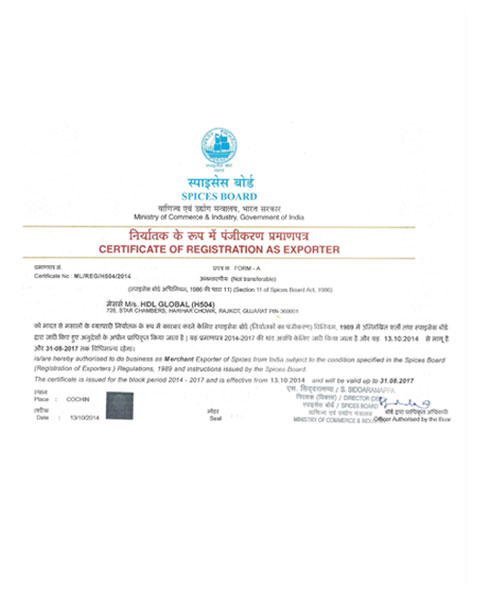 स्पाइसेस बोर्ड
SPICES BOARD
वाणिज्य एवं उद्योग मन्त्रालय, भारत सरकार
Ministry of Commerce & Industry, Government of India
निर्यातक के रूप में पंजीकरण प्रमाणपत्र
CERTIFICATE OF REGISTRATION AS EXPORTER
प्रमाणपत्र सं. FORM - A
Certificate No : ML/REG/H504/2014 अनन्तरणीय (Not transferable)
(स्पाइसेस बोर्ड अधिनियम, 1986 की धारा 11) (Section 11 of Spices Board Act, 1986)
मेसर्स M/s. HDL GLOBAL (H504)
725, STAR CHAMBERS, HARIHAR CHOWK, RAJKOT, GUJARAT PIN-360001
को भारत से मसालों के व्यापारी निर्यातक के रूप में कारबार करने केलिए स्पाइसेस बोर्ड (निर्यातकों का पंजीकरण) विनियम, 1989 में उल्लिखित शर्तों तथा स्पाइसेस बोर्ड
द्वारा जारी किए हुए अनुदेशों के अधीन प्राधिकृत किया जाता है। यह प्रमाणपत्र 2014-2017 की खंड अवधि केलिए जारी किया जाता है और यह 13.10.2014 से लागू है
और 31-08-2017 तक विधिमान्य रहेगा।
is/are hereby authorised to do business as Merchant Exporter of Spices from India subject to the condition specified in the Spices Board
(Registration of Exporters) Regulations, 1989 and instructions issued by the Spices Board.
The certificate is issued for the block period 2014 - 2017 and is effective from 13.10.2014 and will be valid up to 31.08.2017
एस. सिद्दरामप्पा / S. SIDDARAMAPPA
स्थान निदेशक (विकास) / DIRECTOR
Place : COCHIN स्पाइसेस बोर्ड / SPICES BOARD
तारीख मोहर वाणिज्य एवं उद्योग मंत्रालय बोर्ड द्वारा प्राधिकृत अधिकारी
Date : 13/10/2014 Seal MINISTRY OF COMMERCE & Officer Authorised by the Boar